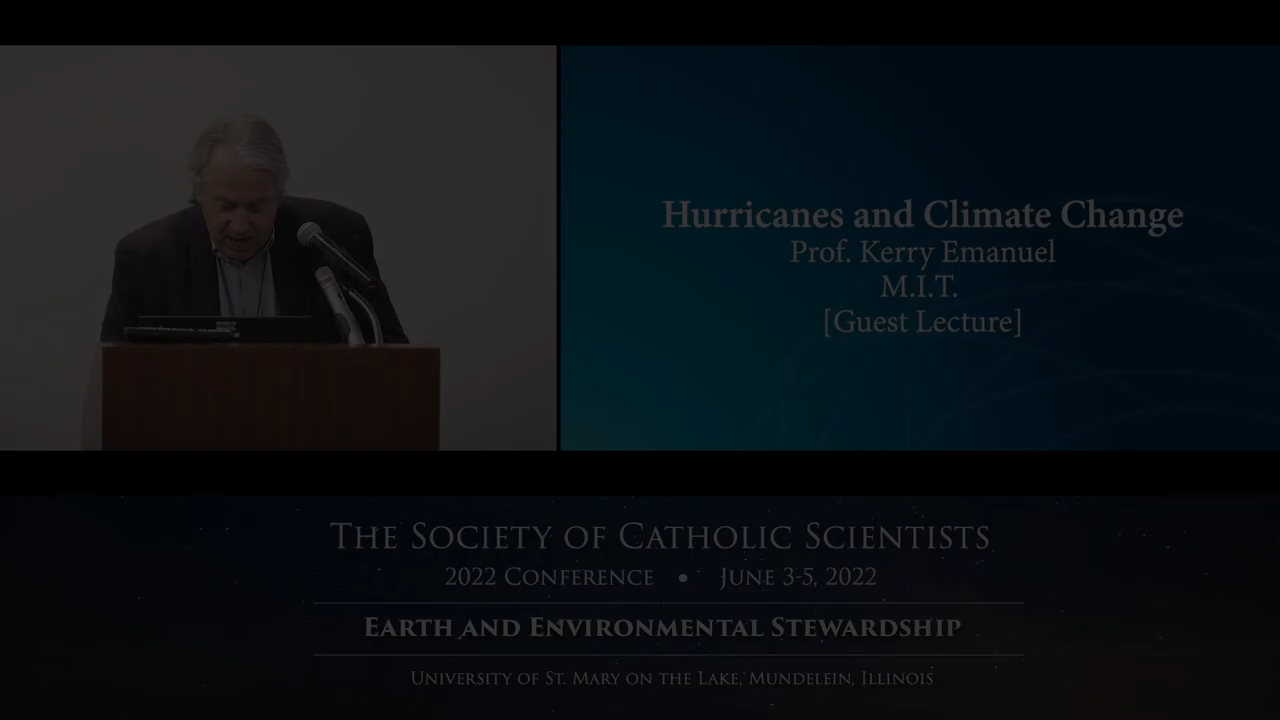 Hurricanes and Climate Change
Prof. Kerry Emanuel
M.I.T.
[Guest Lecture]
The Society of Catholic Scientists
2022 Conference • June 3-5, 2022
Earth and Environmental Stewardship
University of St. Mary on the Lake, Mundelein, Illinois